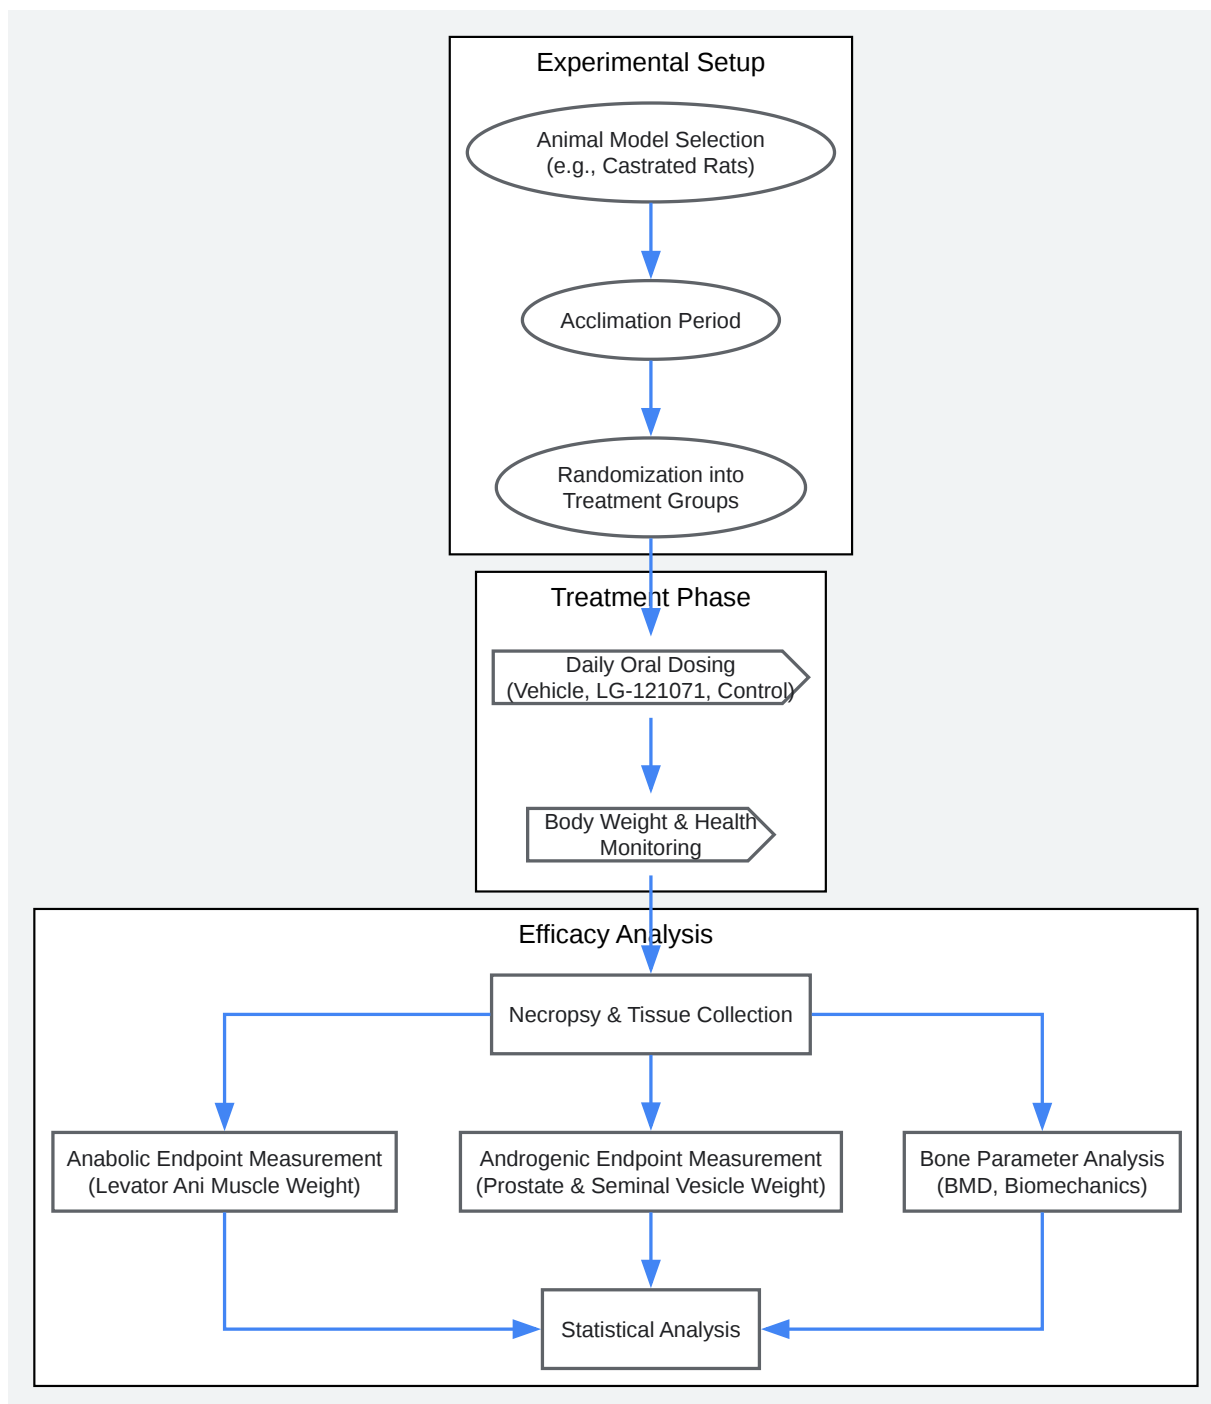 Experimental Setup
Animal Model Selection
(e.g., Castrated Rats)
Acclimation Period
Randomization into
Treatment Groups
Treatment Phase
Daily Oral Dosing
(Vehicle, LG-121071, Control)
Body Weight & Health
Monitoring
Efficacy Analysis
Necropsy & Tissue Collection
Anabolic Endpoint Measurement
(Levator Ani Muscle Weight)
Androgenic Endpoint Measurement
(Prostate & Seminal Vesicle Weight)
Bone Parameter Analysis
(BMD, Biomechanics)
Statistical Analysis